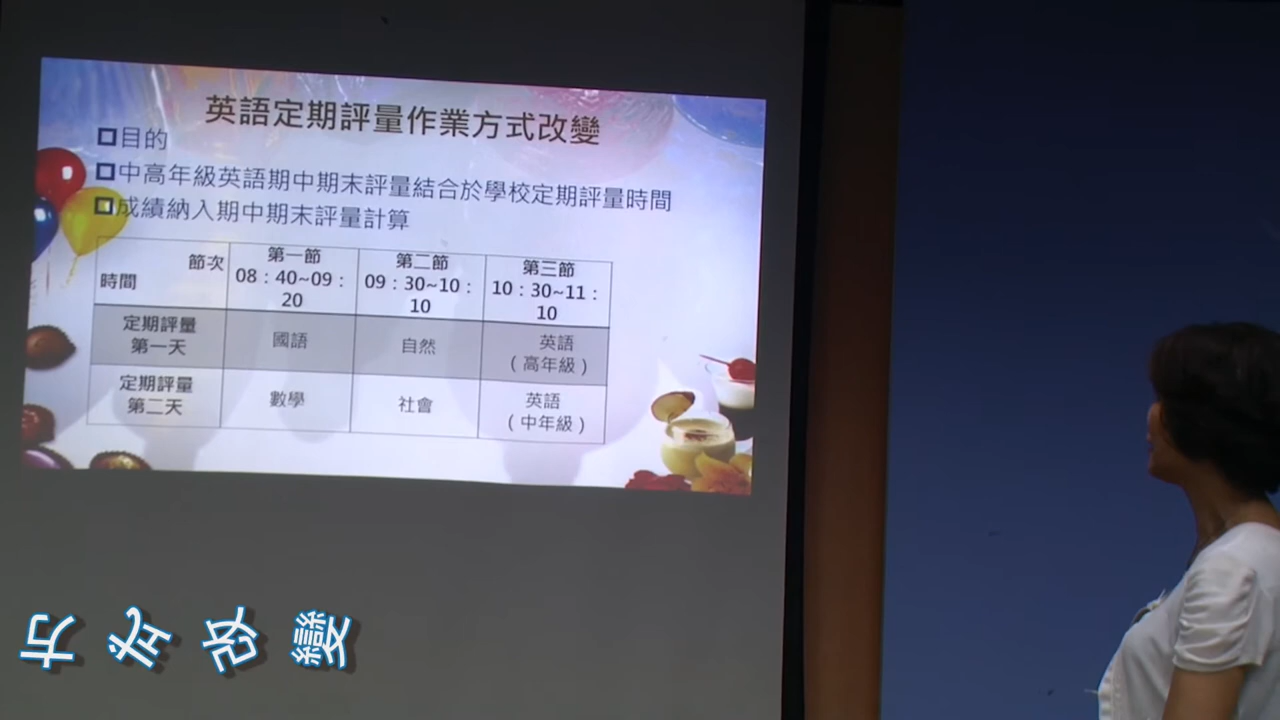 英語定期評量作業方式改變
目的
中高年級英語期中期末評量結合於學校定期評量時間
成績納入期中期末評量計算
節次
時間
第一節
08：40~09：
20
第二節
09：30~10：
10
第三節
10：30~11：
10
定期評量
第一天
國語
自然
英語
（高年級）
定期評量
第二天
數學
社會
英語
（中年級）
方式改變